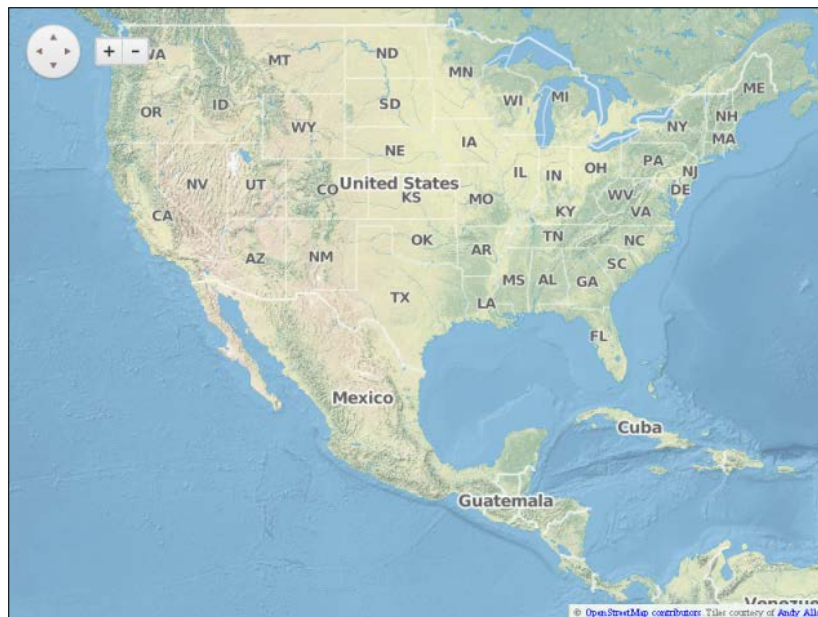 + -
WA
MT
ND
MN
ME
OR
ID
SD
WI
MI
WY
NY
NH
MA
NE
IA
PA
NJ
IL
IN
OH
NV
UT
CO
United States
KS
MO
WV
DE
CA
KY
VA
AZ
NM
OK
AR
TN
NC
SC
TX
MS
AL
GA
LA
FL
Mexico
Cuba
Guatemala
© OpenStreetMap contributors Tiles courtesy of Andy